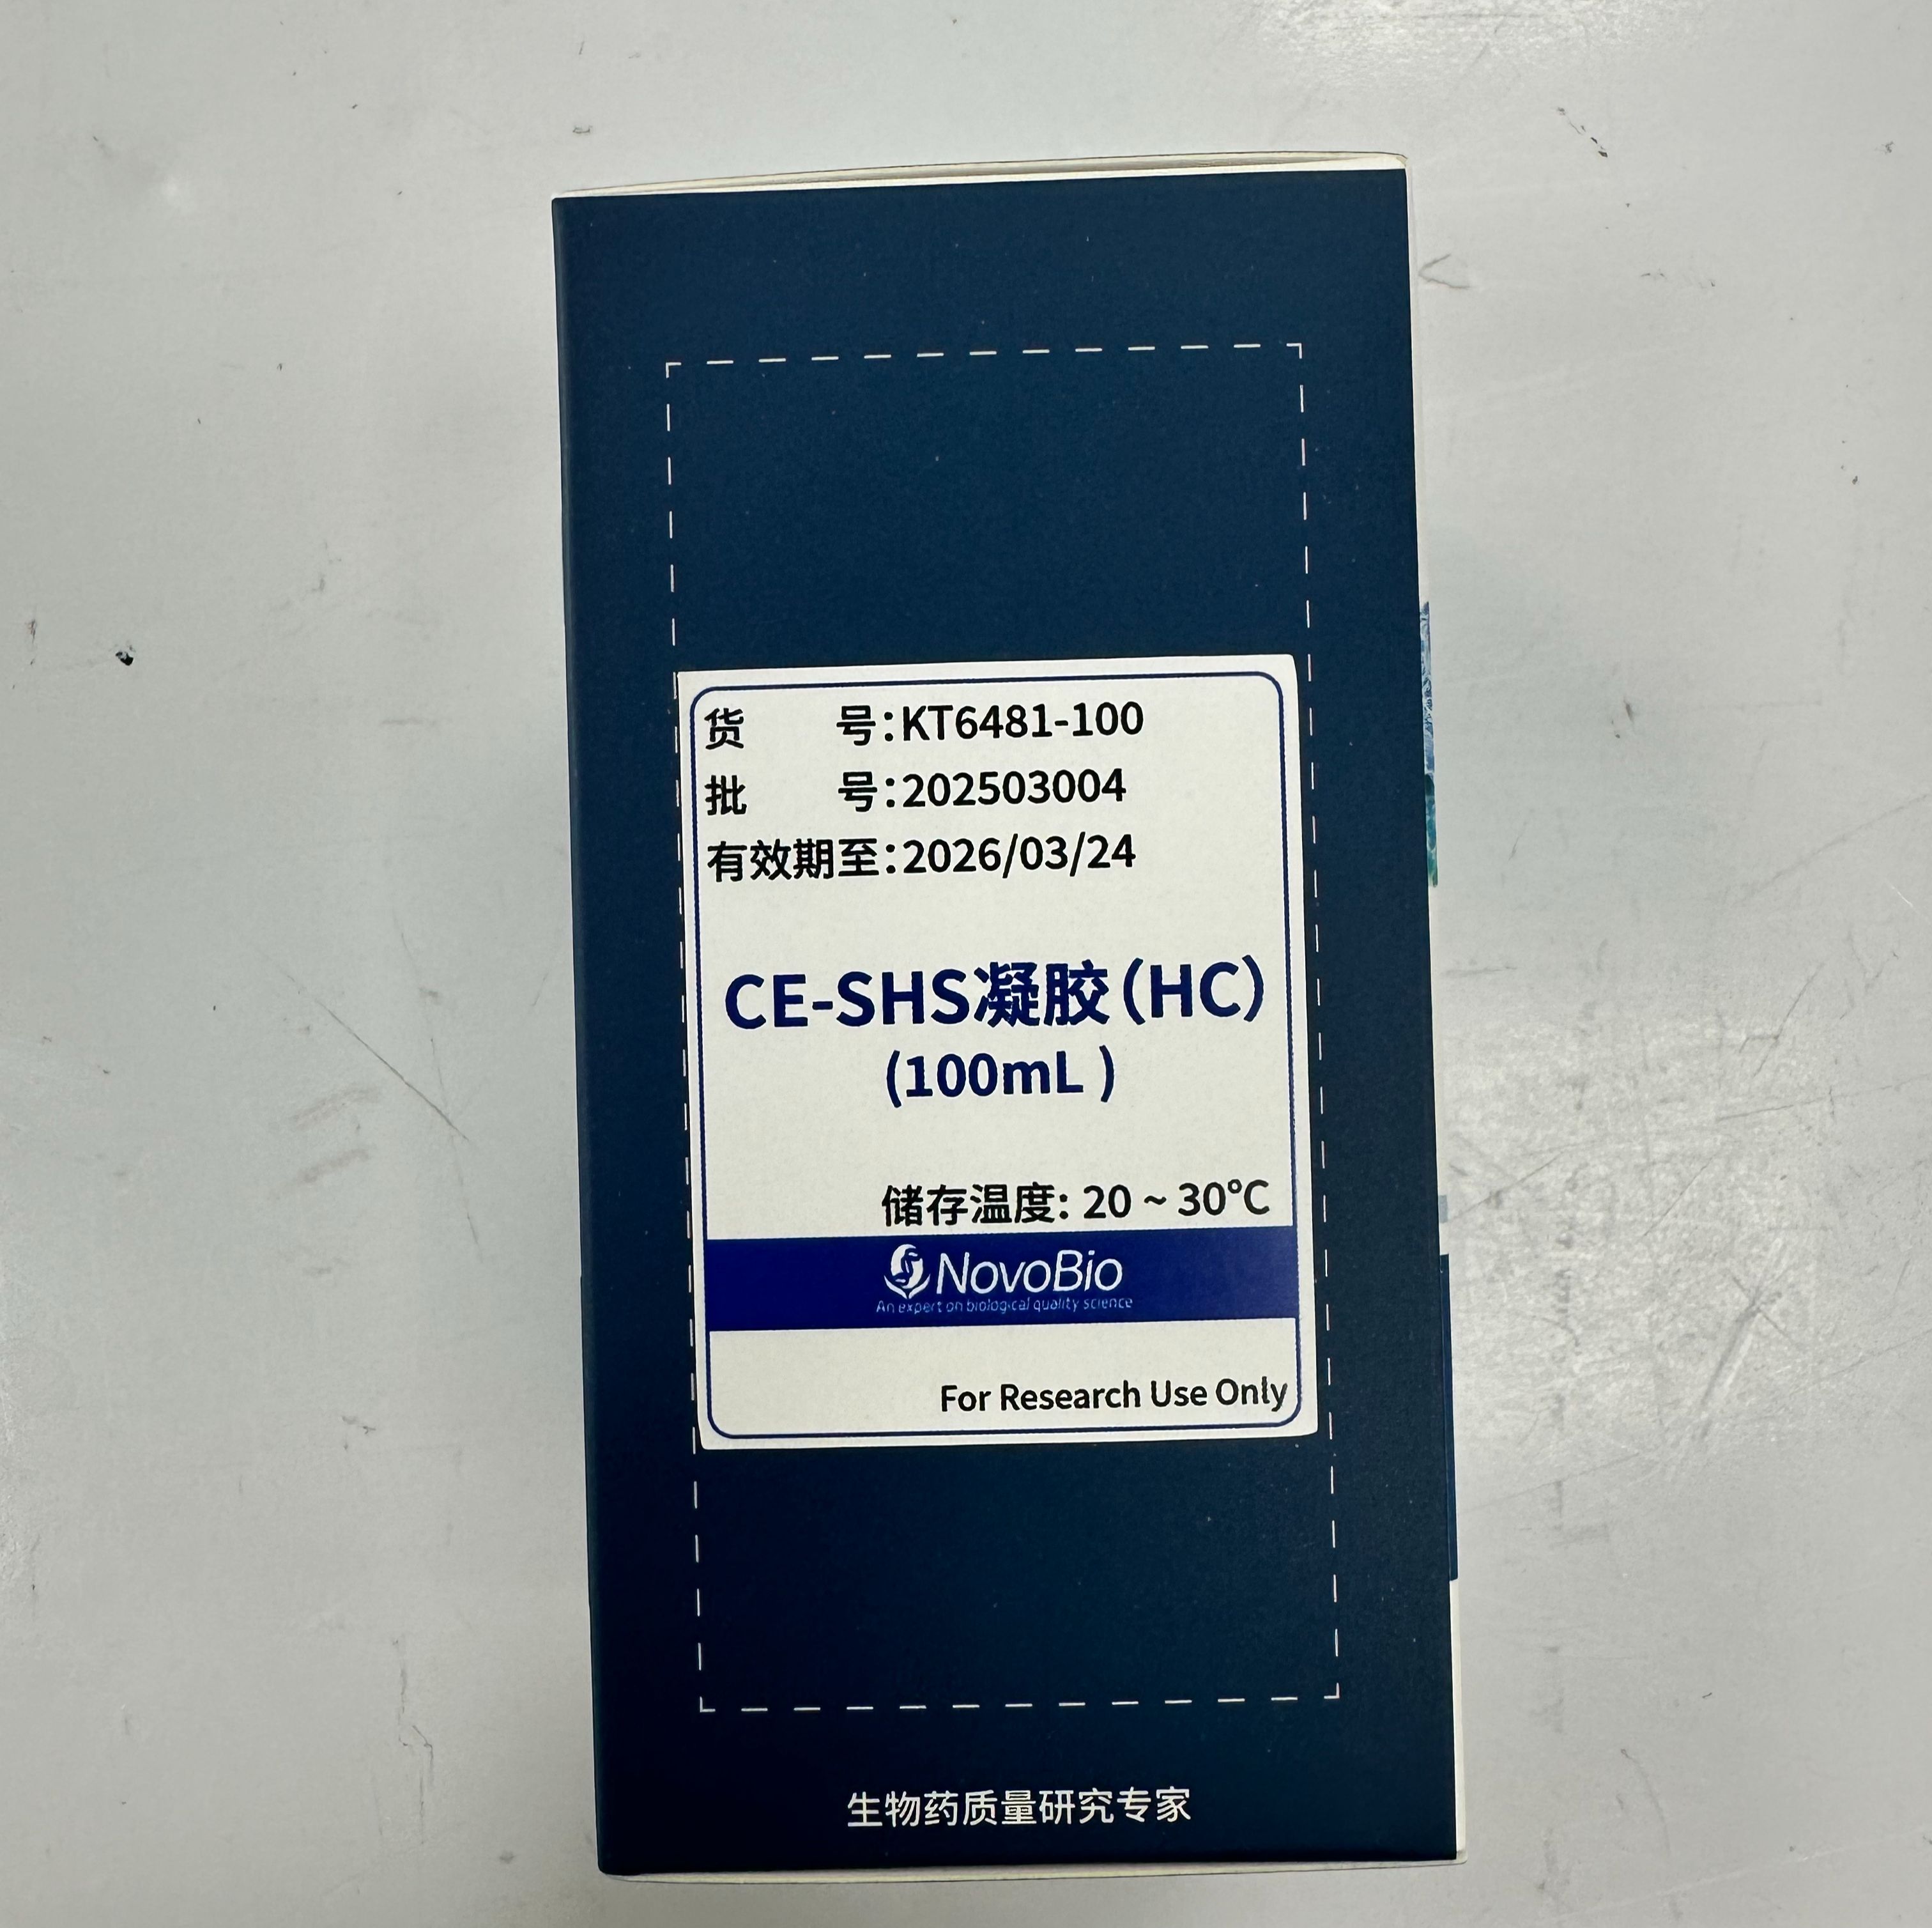 货 号:KT6481-100
批 号:202503004
有效期至:2026/03/24
CE-SHS凝胶(HC)
(100mL )
储存温度: 20 ~ 30℃
NovoBio
An expert on biological quality science
For Research Use Only
生物药质量研究专家